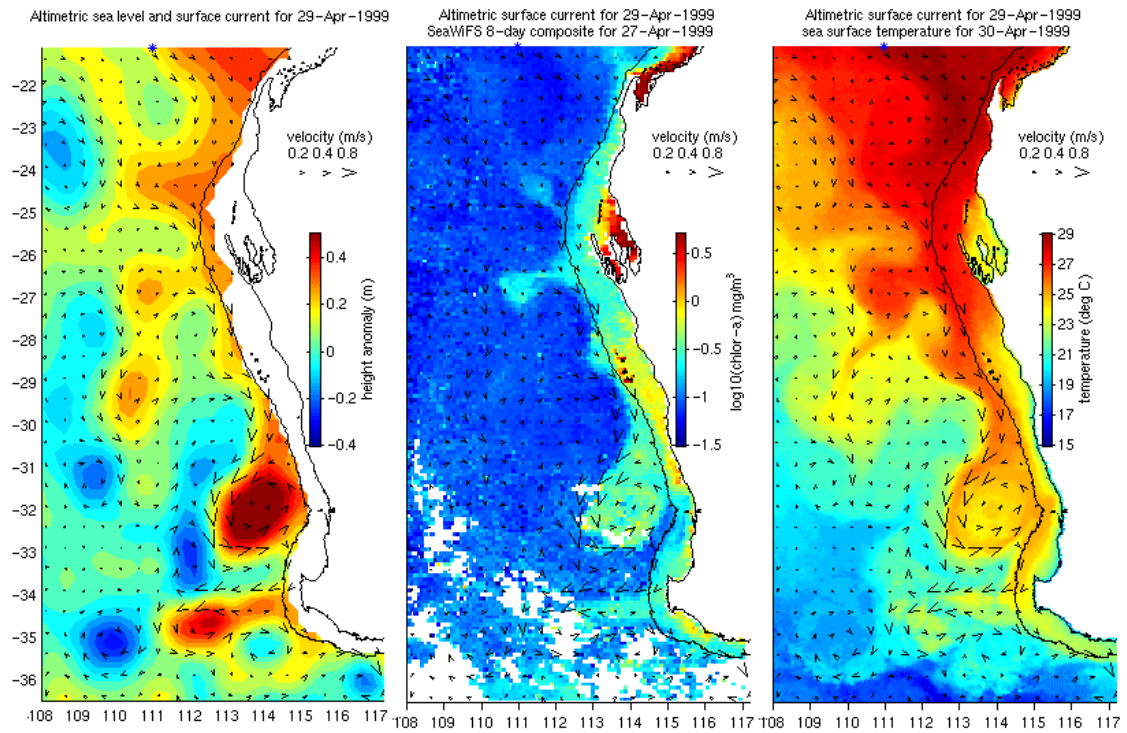 Altimetric sea level and surface current for 29-Apr-1999
-22
-23
-24
-25
-26
-27
-28
-29
-30
-31
-32
-33
-34
-35
-36
velocity (m/s)
0.2 0.4 0.8
0.4
0.2
0
-0.2
-0.4
height anomaly (m)
-108 109 110 111 112 113 114 115 116 117
Altimetric surface current for 29-Apr-1999
SeaWiFS 8-day composite for 27-Apr-1999
velocity (m/s)
0.2 0.4 0.8
0.5
0
-0.5
-1
-1.5
log10(chlor-a) mg/m³
-108 109 110 111 112 113 114 115 116 117
Altimetric surface current for 29-Apr-1999
sea surface temperature for 30-Apr-1999
velocity (m/s)
0.2 0.4 0.8
29
27
25
23
21
19
17
15
temperature (deg C)
108 109 110 111 112 113 114 115 116 117